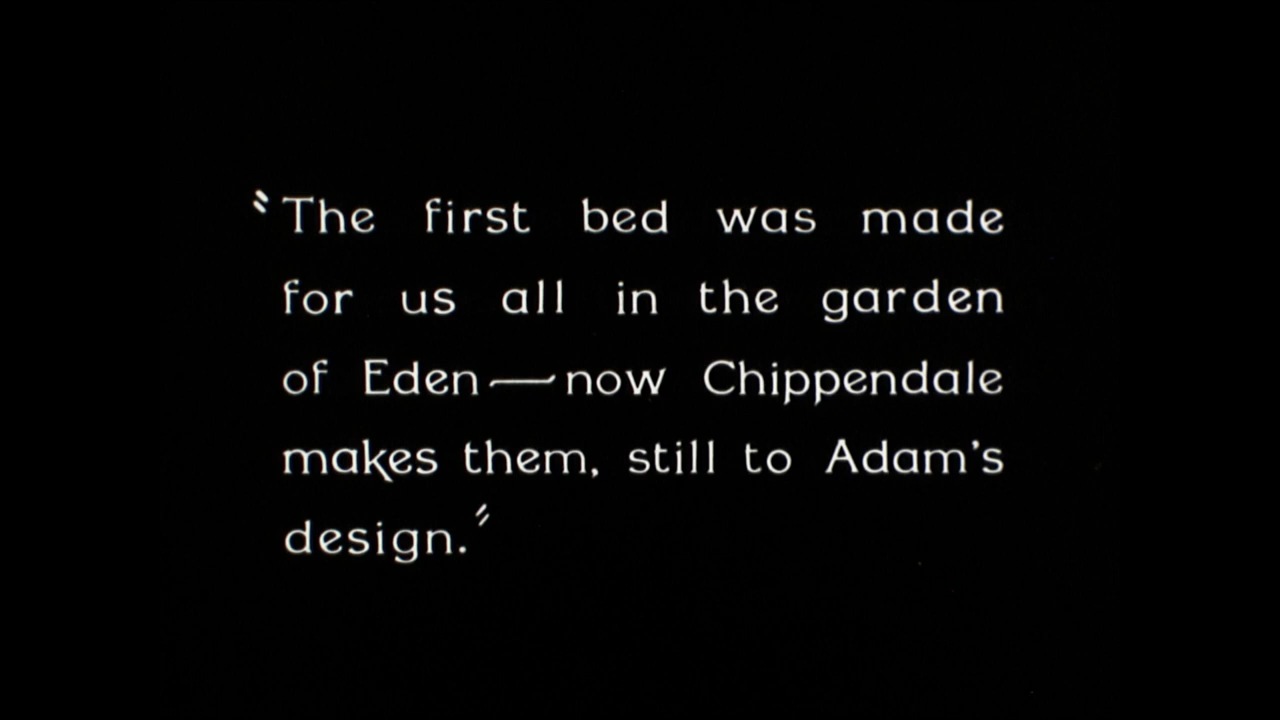 "The first bed was made
for us all in the garden
of Eden—now Chippendale
makes them, still to Adam's
design."